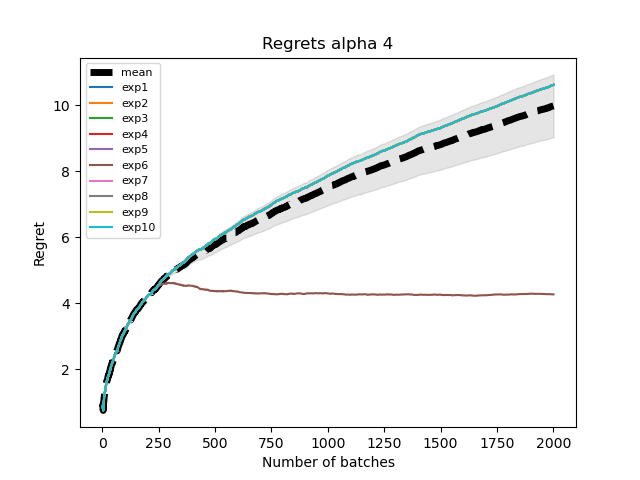 Regrets alpha 4
mean
exp1
exp2
exp3
exp4
exp5
exp6
exp7
exp8
exp9
exp10
Regret
10
8
6
4
2
0 250 500 750 1000 1250 1500 1750 2000
Number of batches